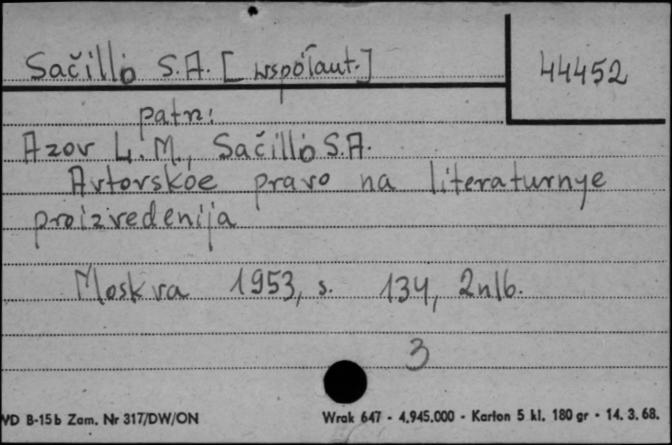 Sačillo S.A. [współaut.]
44452
patrz:
Azov L. M., Sačillo S.A.
Avtorskoe pravo na literaturnye
proizvedenija
Moskva 1953, s. 134, 2nlb.
3
VD B-15b Zam. Nr 317/DW/ON
Wrak 647 - 4.945.000 - Karton 5 kl. 180 gr - 14. 3. 68.